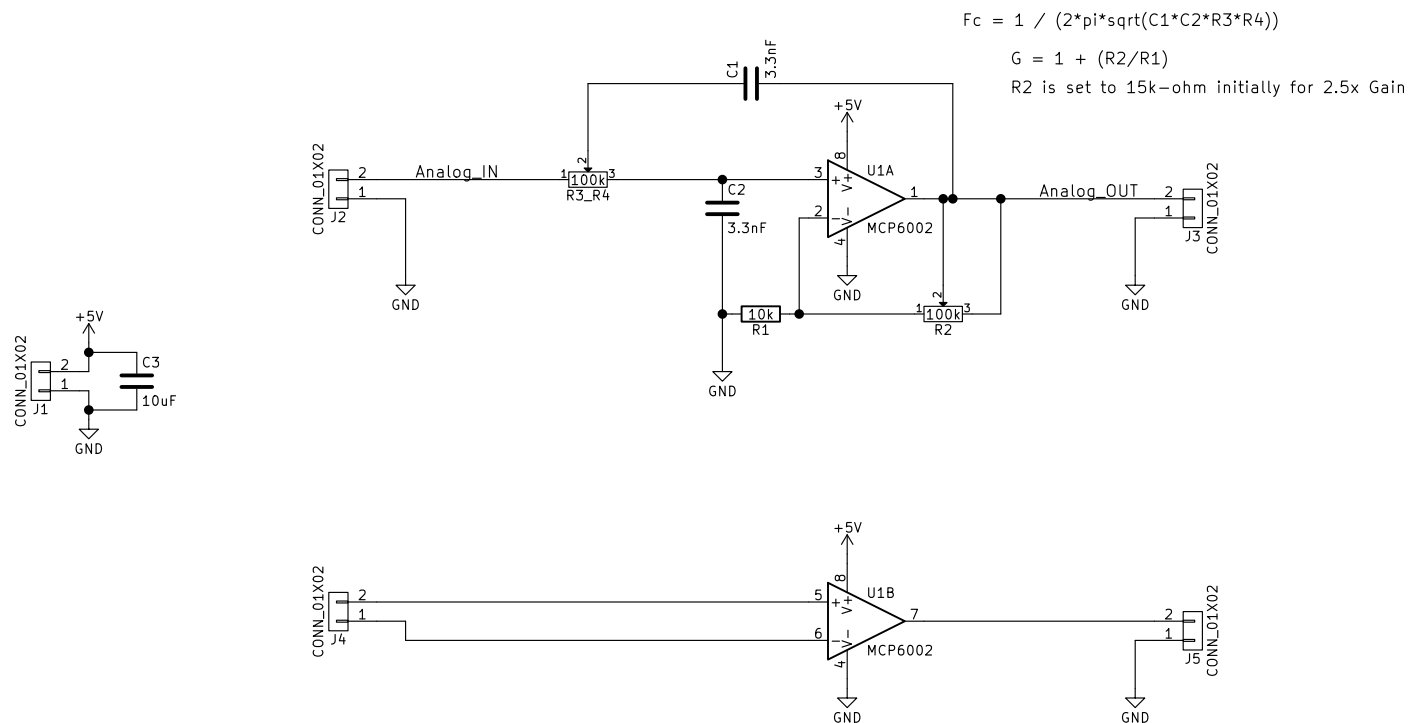 Fc = 1 / (2*pi*sqrt(C1*C2*R3*R4))
G = 1 + (R2/R1)
R2 is set to 15k-ohm initially for 2.5x Gain
C1
3.3nF
+5V
8
2
U1A
CONN_01X02
2
Analog_IN
1
100k
3
3
+
V+
1
Analog_OUT
2
CONN_01X02
1
J2
R3_R4
C2
3.3nF
2
-
V-
4
MCP6002
1
J3
GND
GND
GND
2
10k
R1
1
100k
3
R2
GND
+5V
CONN_01X02
2
1
J1
C3
10uF
GND
+5V
8
U1B
CONN_01X02
2
1
J4
5
+
V+
7
6
-
V-
4
MCP6002
2
1
J5
CONN_01X02
GND
GND